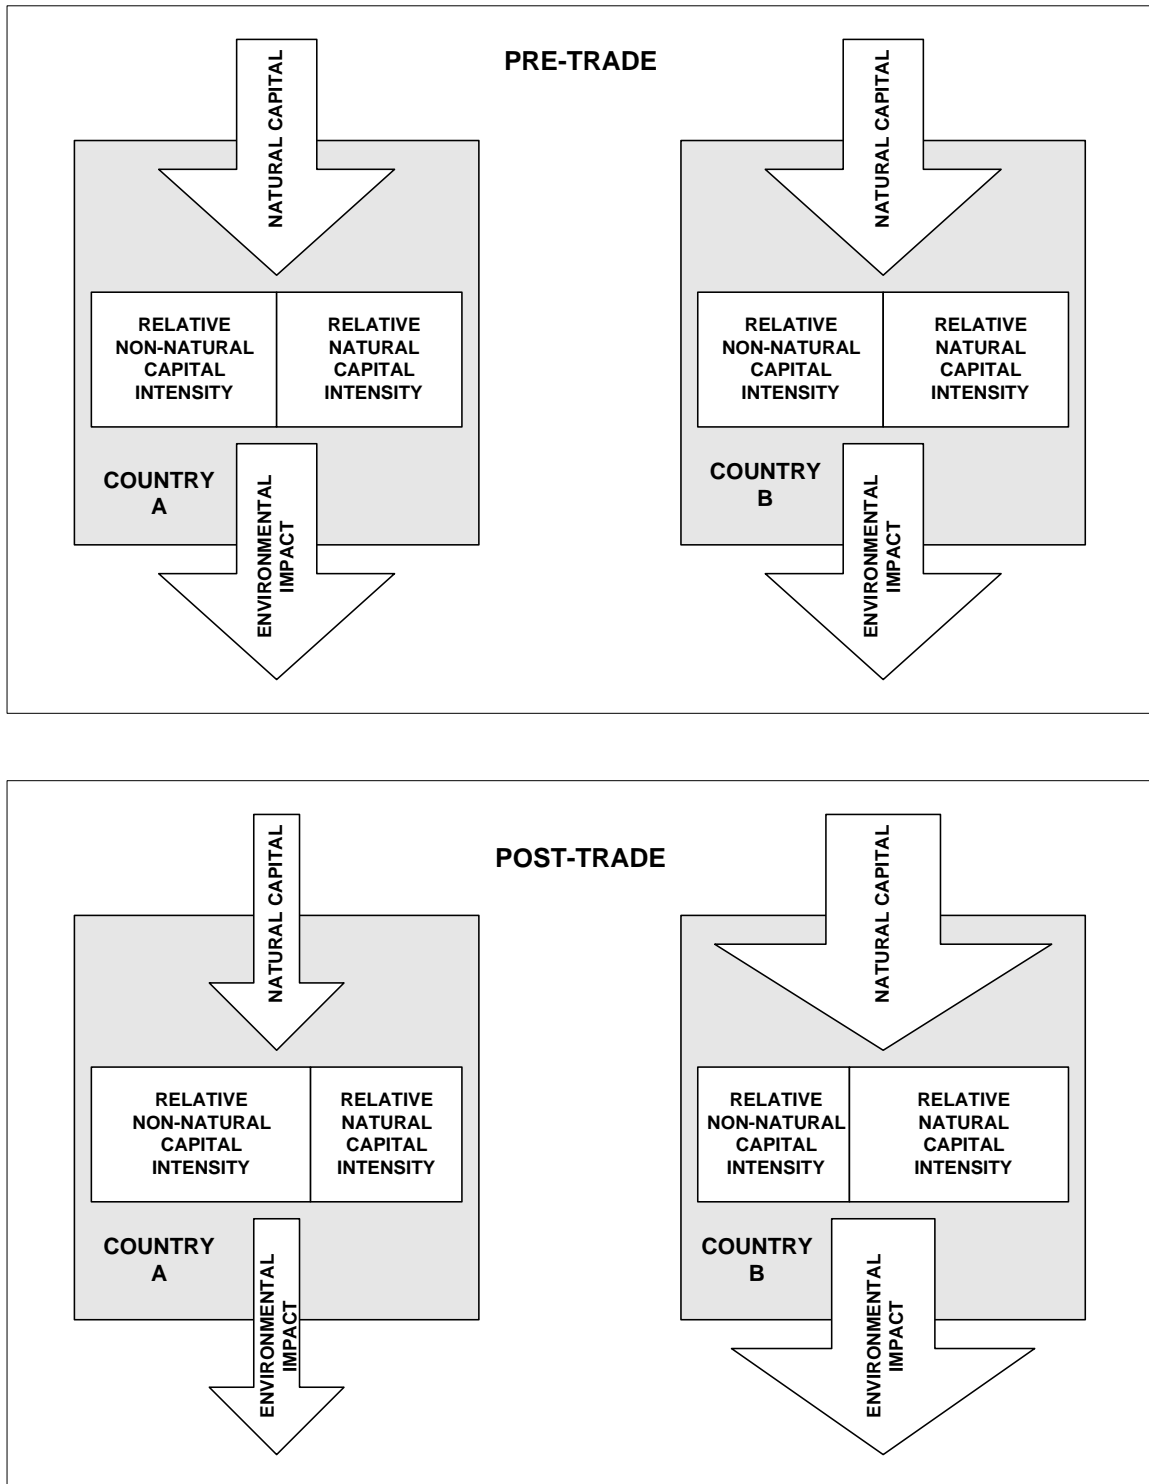 PRE-TRADE
NATURAL CAPITAL
NATURAL CAPITAL
RELATIVE
NON-NATURAL
CAPITAL
INTENSITY
RELATIVE
NATURAL
CAPITAL
INTENSITY
RELATIVE
NON-NATURAL
CAPITAL
INTENSITY
RELATIVE
NATURAL
CAPITAL
INTENSITY
COUNTRY
A
ENVIRONMENTAL
IMPACT
COUNTRY
B
ENVIRONMENTAL
IMPACT
POST-TRADE
NATURAL CAPITAL
NATURAL CAPITAL
RELATIVE
NON-NATURAL
CAPITAL
INTENSITY
RELATIVE
NATURAL
CAPITAL
INTENSITY
RELATIVE
NON-NATURAL
CAPITAL
INTENSITY
RELATIVE
NATURAL
CAPITAL
INTENSITY
COUNTRY
A
ENVIRONMENTAL
IMPACT
COUNTRY
B
ENVIRONMENTAL
IMPACT